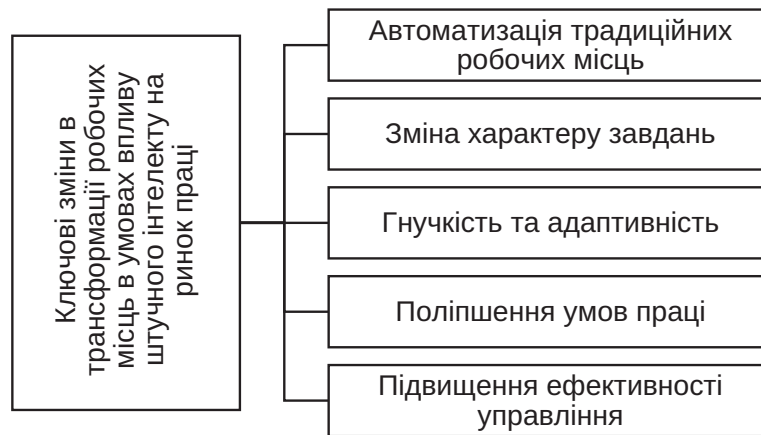 Ключові зміни в
трансформації робочих
місць в умовах впливу
штучного інтелекту на
ринок праці
Автоматизація традиційних
робочих місць
Зміна характеру завдань
Гнучкість та адаптивність
Поліпшення умов праці
Підвищення ефективності
управління